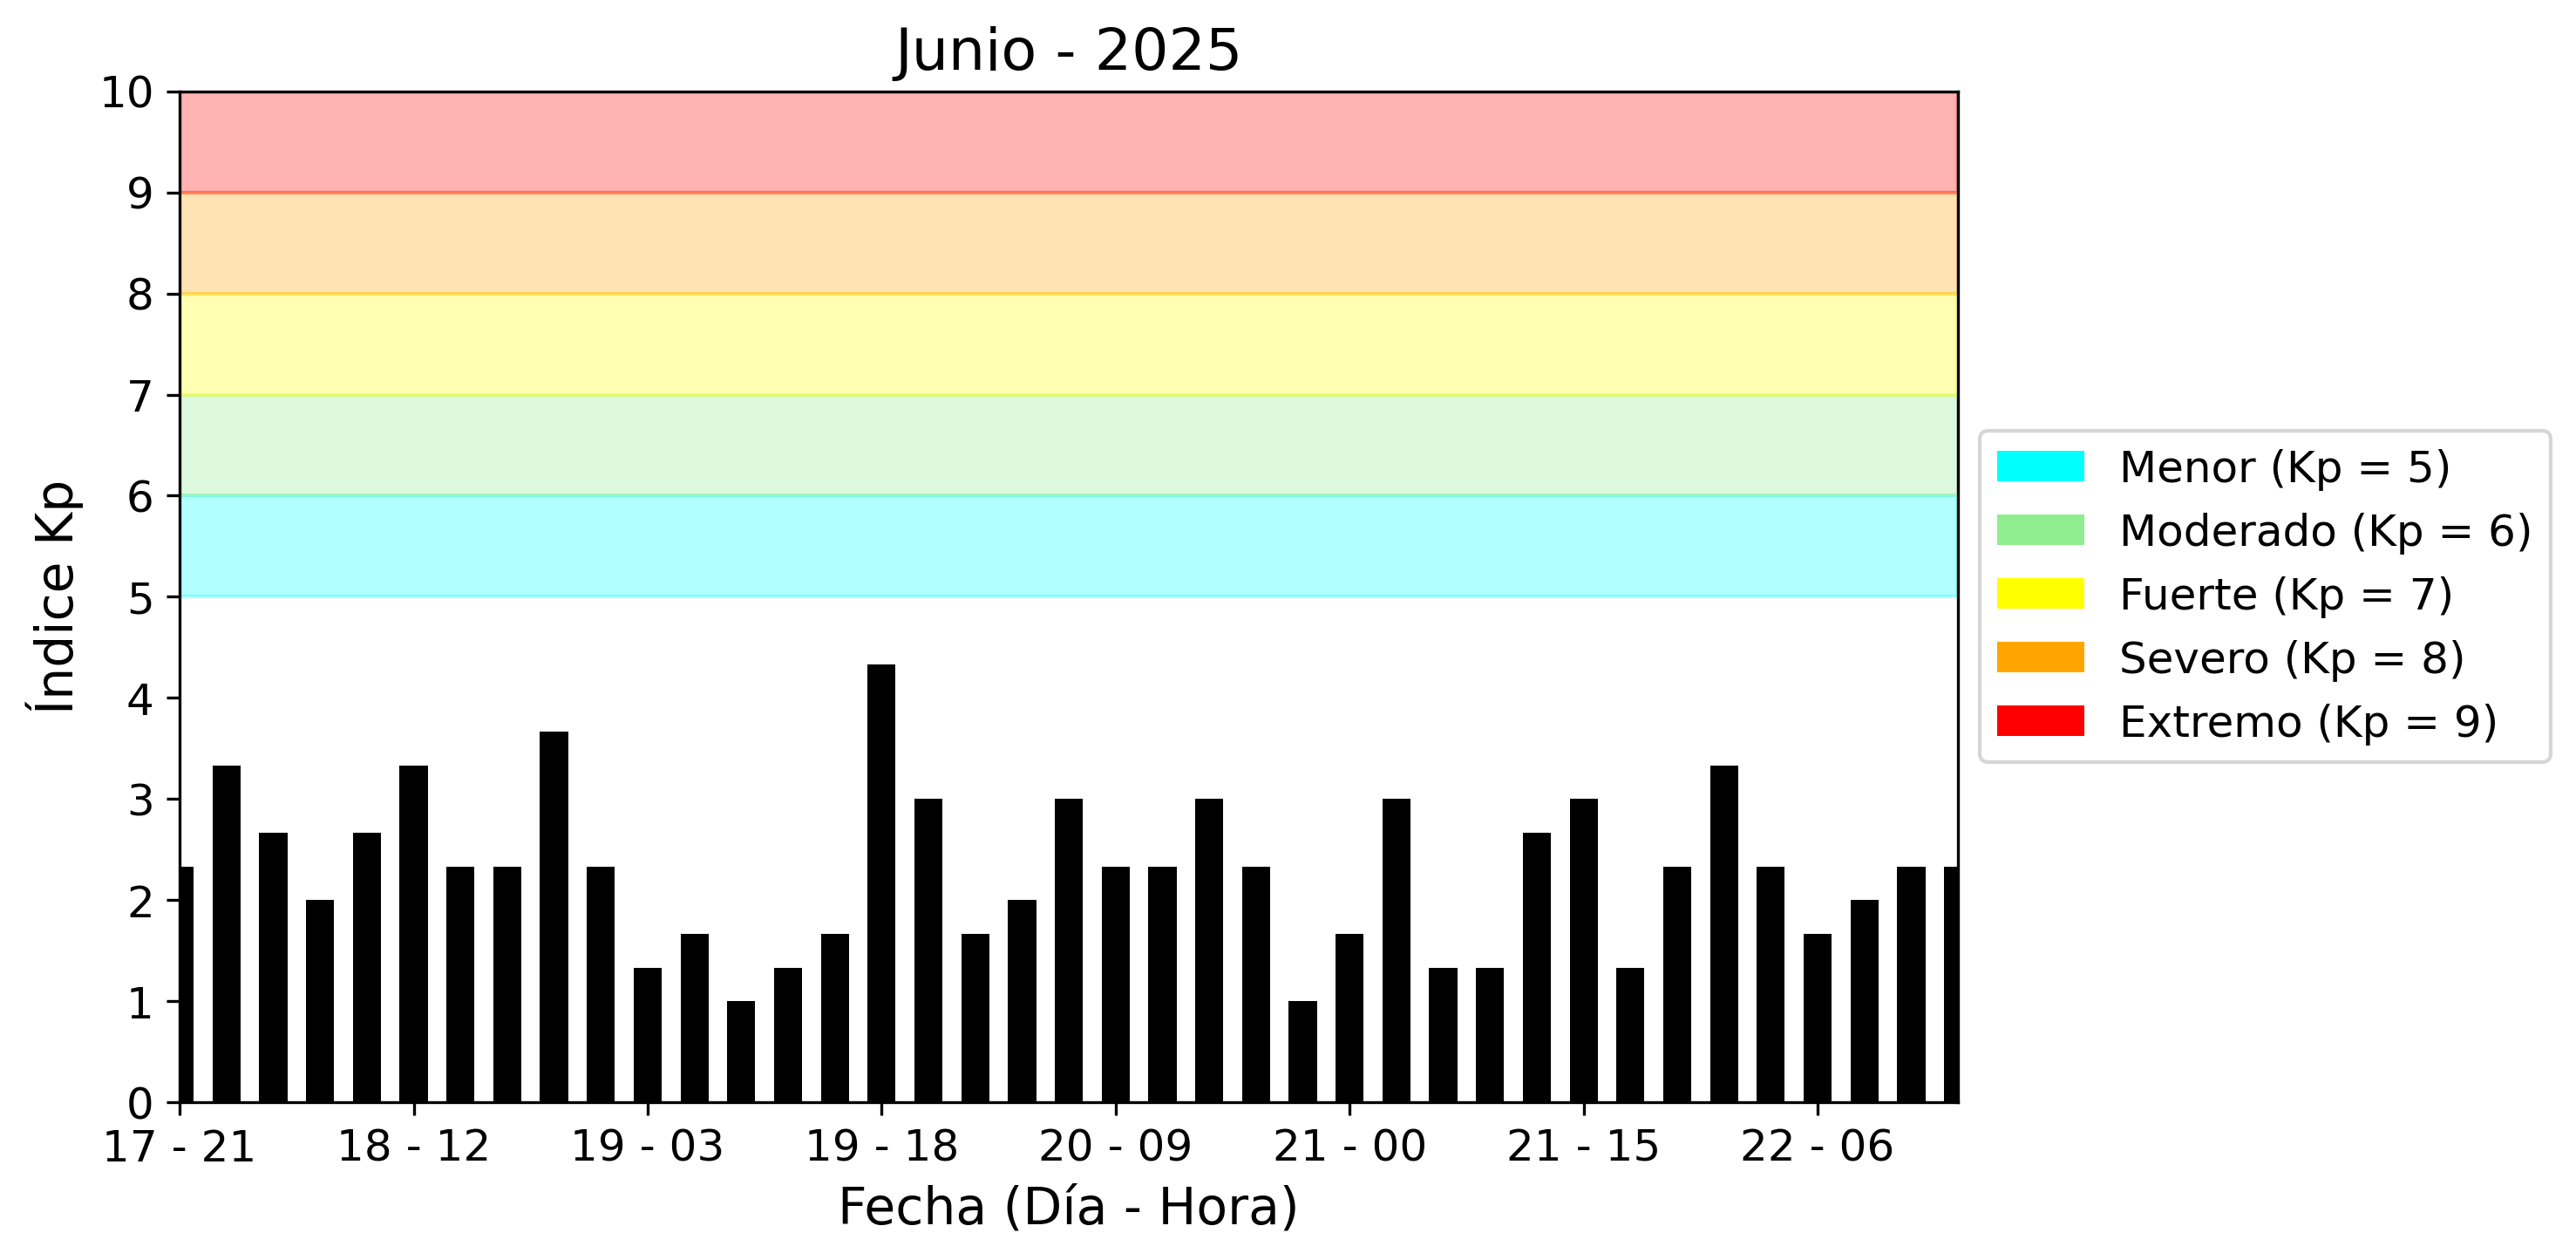 Junio - 2025
10
9
8
7
6
5
4
3
2
1
0
Índice Kp
17 - 21 18 - 12 19 - 03 19 - 18 20 - 09 21 - 00 21 - 15 22 - 06
Fecha (Día - Hora)
Menor (Kp = 5)
Moderado (Kp = 6)
Fuerte (Kp = 7)
Severo (Kp = 8)
Extremo (Kp = 9)